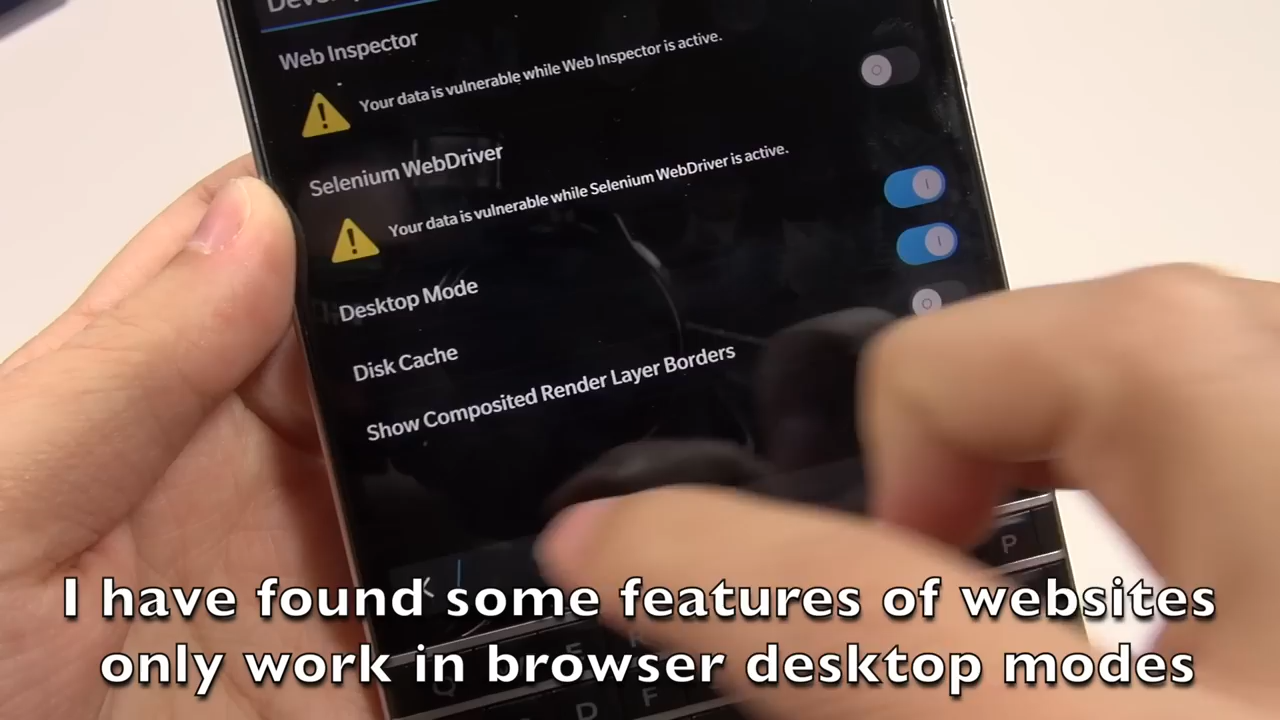 Web Inspector
Your data is vulnerable while Web Inspector is active.
Selenium WebDriver
Your data is vulnerable while Selenium WebDriver is active.
Desktop Mode
Disk Cache
Show Composited Render Layer Borders
P
E
Q
D
F
I have found some features of websites
only work in browser desktop modes